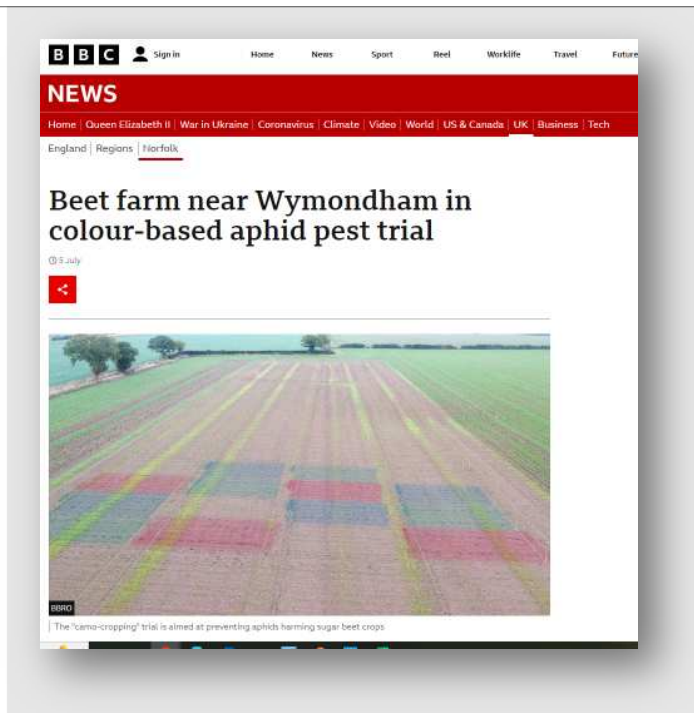 BBC Sign in Home News Sport Reel Worklife Travel Future
NEWS
Home Queen Elizabeth II War in Ukraine Coronavirus Climate Video World US & Canada UK Business Tech
England Regions Norfolk
Beet farm near Wymondham in
colour-based aphid pest trial
5 July
BBRO
The "camo-cropping" trial is aimed at preventing aphids harming sugar beet crops